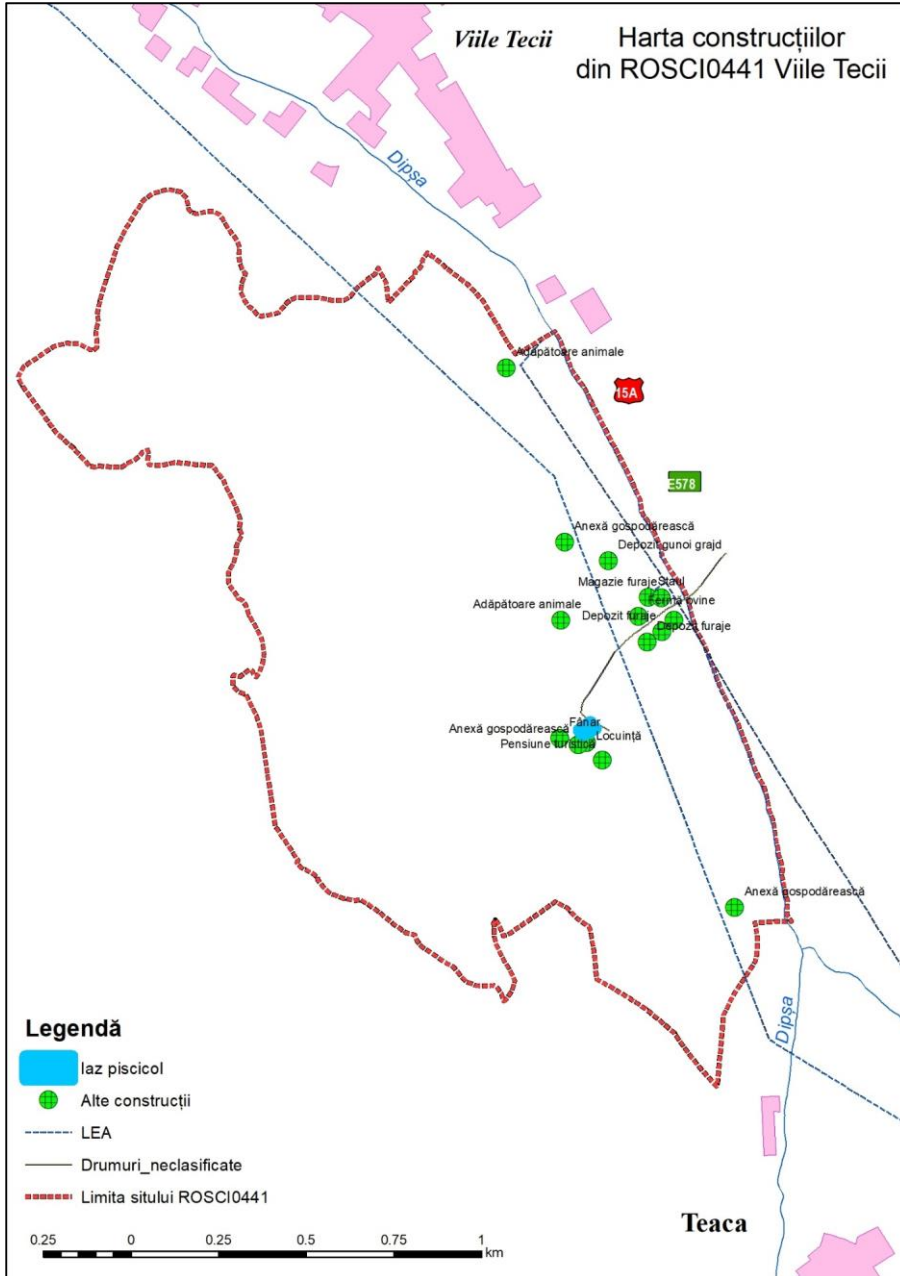 Viile Tecii
Harta construcțiilor
din ROSCI0441 Viile Tecii
Dipșa
Adăpătoare animale
15A
E578
Anexă gospodărească
Depozit gunoi grajd
Magazie furaje
Staul
Fermă ovine
Adăpătoare animale
Depozit furaje
Depozit furaje
Fânar
Anexă gospodărească
Locuință
Pensiune turistică
Anexă gospodărească
Dipșa
Legendă
Iaz piscicol
Alte construcții
LEA
Drumuri_neclasificate
Limita sitului ROSCI0441
Teaca
0.25 0 0.25 0.5 0.75 1
km